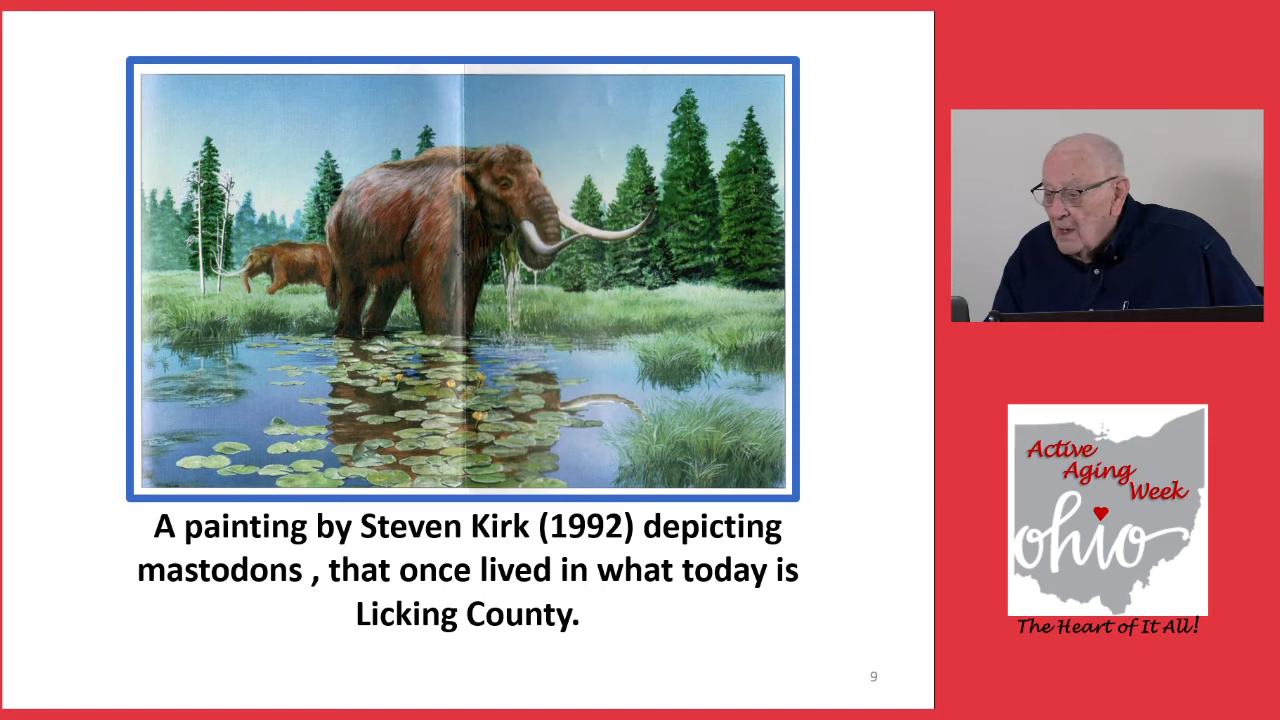 A painting by Steven Kirk (1992) depicting
mastodons , that once lived in what today is
Licking County.
9
Active
Aging
Week
ohio
The Heart of It All!